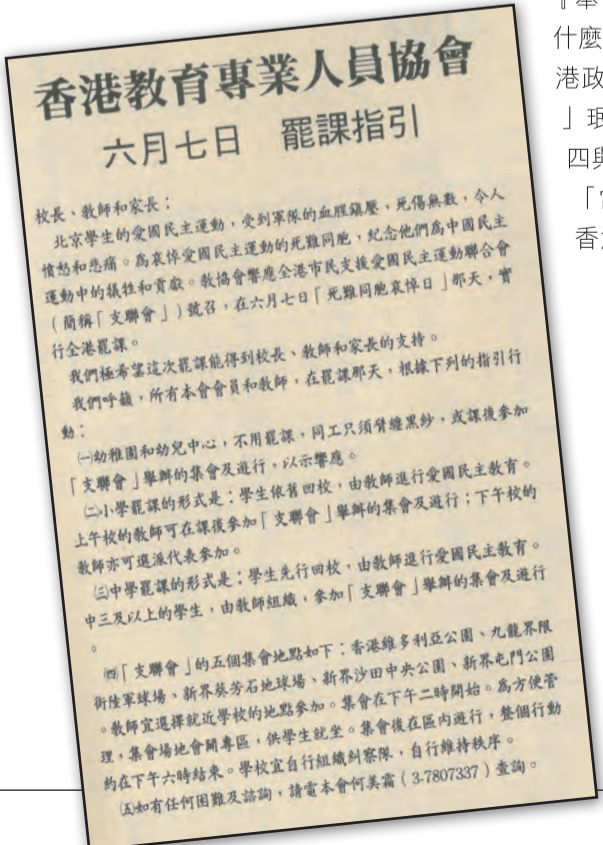 香港教育專業人員協會
六月七日 罷課指引
校長、教師和家長：
北京學生的愛國民主運動，受到軍隊的血腥鎮壓，死傷無數，令人
憤怒和悲痛。為哀悼愛國民主運動的死難同胞，紀念他們為中國民主
運動中的犧牲和貢獻。教協會響應全港市民支援愛國民主運動聯合會
（簡稱「支聯會」）號召，在六月七日「死難同胞哀悼日」那天，實
行全港罷課。
我們極希望這次罷課能得到校長、教師和家長的支持。
我們呼籲，所有本會會員和教師，在罷課那天，根據下列的指引行
動：
㈠幼稚園和幼兒中心，不用罷課，同工只須臂纏黑紗，或課後參加
「支聯會」舉辦的集會及遊行，以示響應。
㈡小學罷課的形式是：學生依舊回校，由教師進行愛國民主教育。
上午校的教師可在課後參加「支聯會」舉辦的集會及遊行；下午校的
教師亦可選派代表參加。
㈢中學罷課的形式是：學生先行回校，由教師進行愛國民主教育。
中三及以上的學生，由教師組織，參加「支聯會」舉辦的集會及遊行
。
㈣「支聯會」的五個集會地點如下：香港維多利亞公園、九龍界限
街陸軍球場、新界葵芳石地球場、新界沙田中央公園、新界屯門公園
。教師宜選擇就近學校的地點參加。集會在下午二時開始。為方便管
理，集會場地會開專區，供學生就坐。集會後在區內遊行，整個行動
約在下午六時結束。學校宜自行組織糾察隊，自行維持秩序。
㈤如有任何困難及諮詢，請電本會何美霜（3-7807337）查詢。
什麼
港政
」
四與
「
香